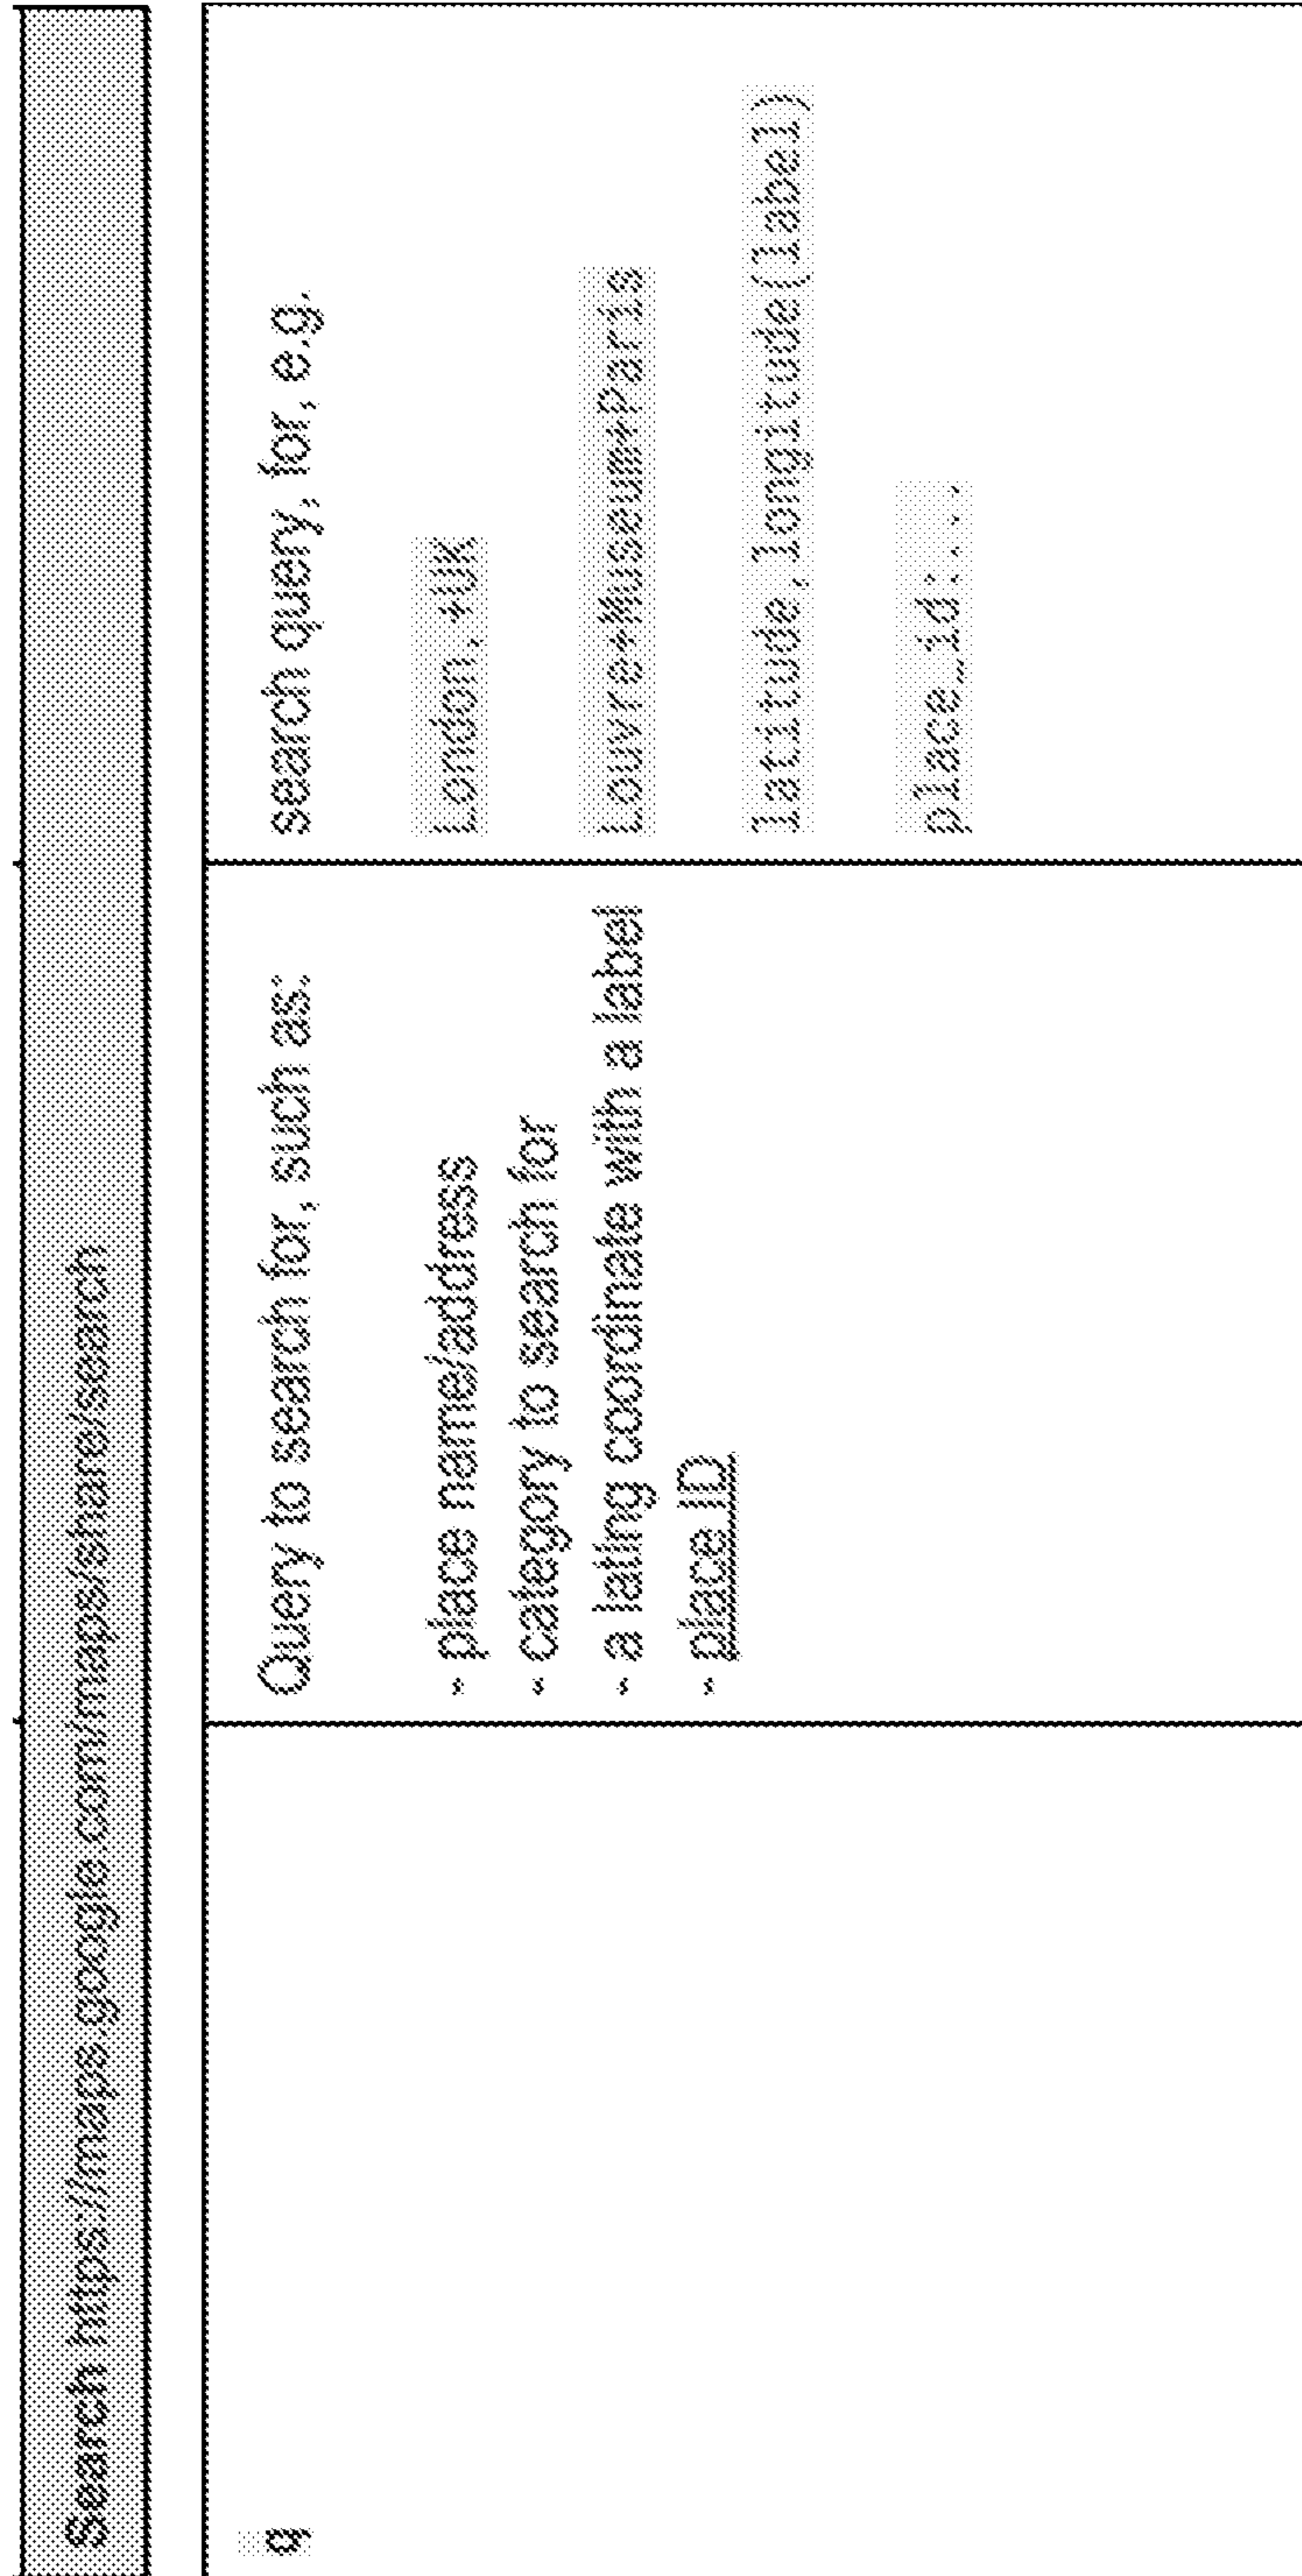 Search https://maps.google.com/maps/share/search
q
Query to search for, such as:
- place name/address
- category to search for
- a latlng coordinate with a label
- place ID
search query, for, e.g.
London,+UK
Louvre+Museum+Paris
latitude,longitude(label)
place_id:...